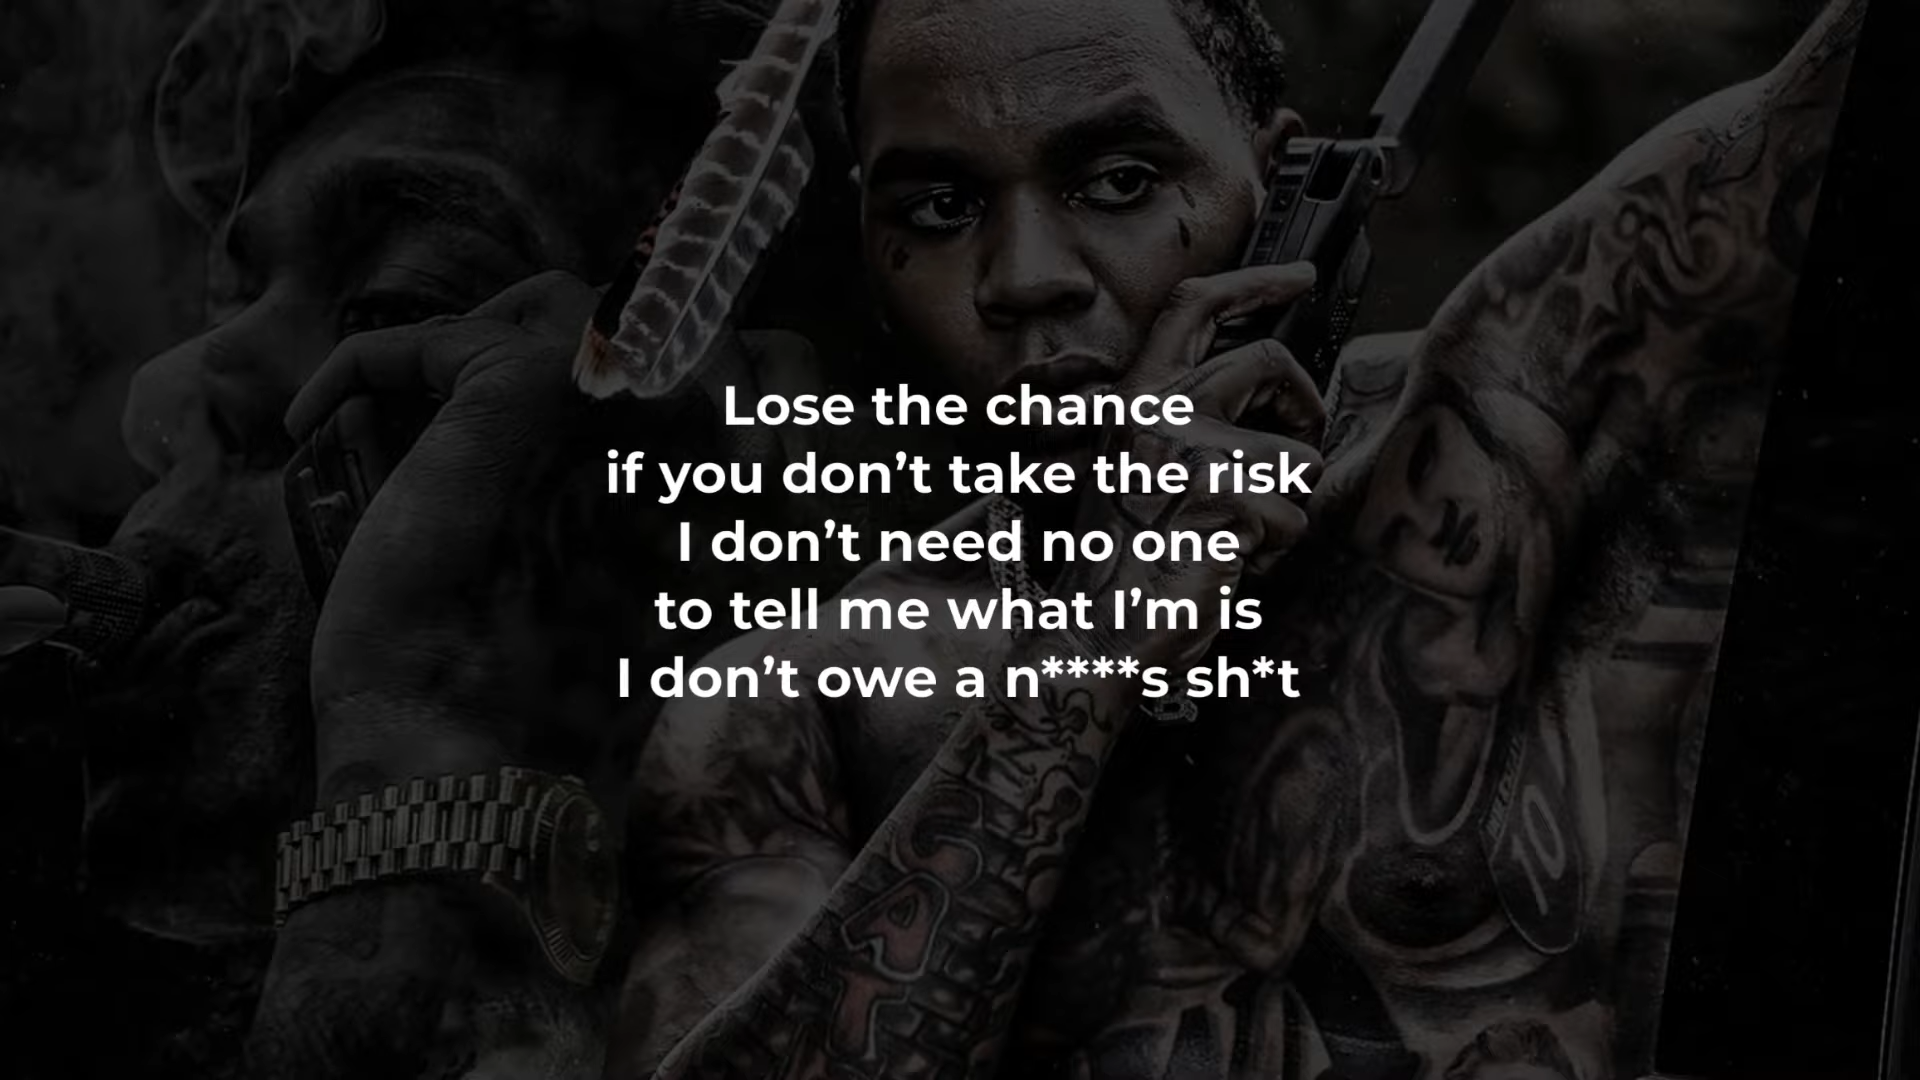 Lose the chance
if you don’t take the risk
I don’t need no one
to tell me what I’m is
I don’t owe a n****s sh*t